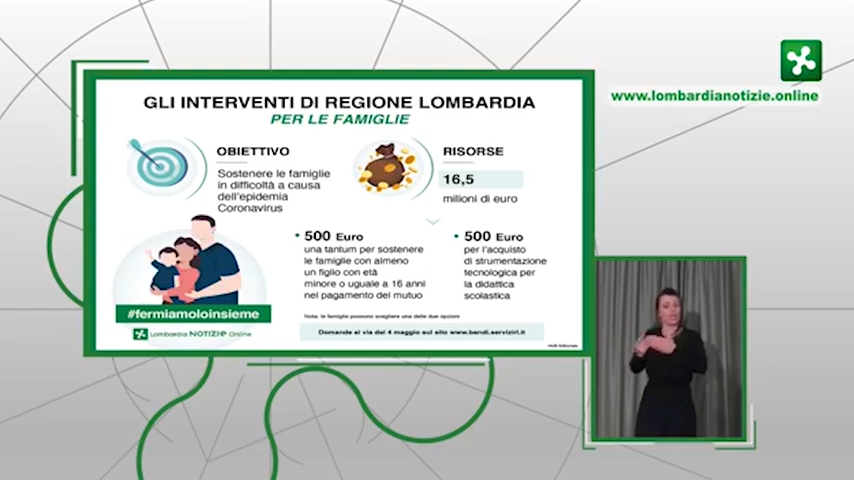 www.lombardianotizie.online
GLI INTERVENTI DI REGIONE LOMBARDIA
PER LE FAMIGLIE
OBIETTIVO
Sostenere le famiglie
in difficoltà a causa
dell'epidemia
Coronavirus
RISORSE
16,5
milioni di euro
• 500 Euro
una tantum per sostenere
le famiglie con almeno
un figlio con età
minore o uguale a 16 anni
nel pagamento del mutuo
• 500 Euro
per l'acquisto
di strumentazione
tecnologica per
la didattica
scolastica
#fermiamoloinsieme
Lombardia NOTIZIE Online
Nota: le famiglie possono scegliere una delle due opzioni
Domande al via dal 4 maggio sul sito www.bandi.servizirl.it